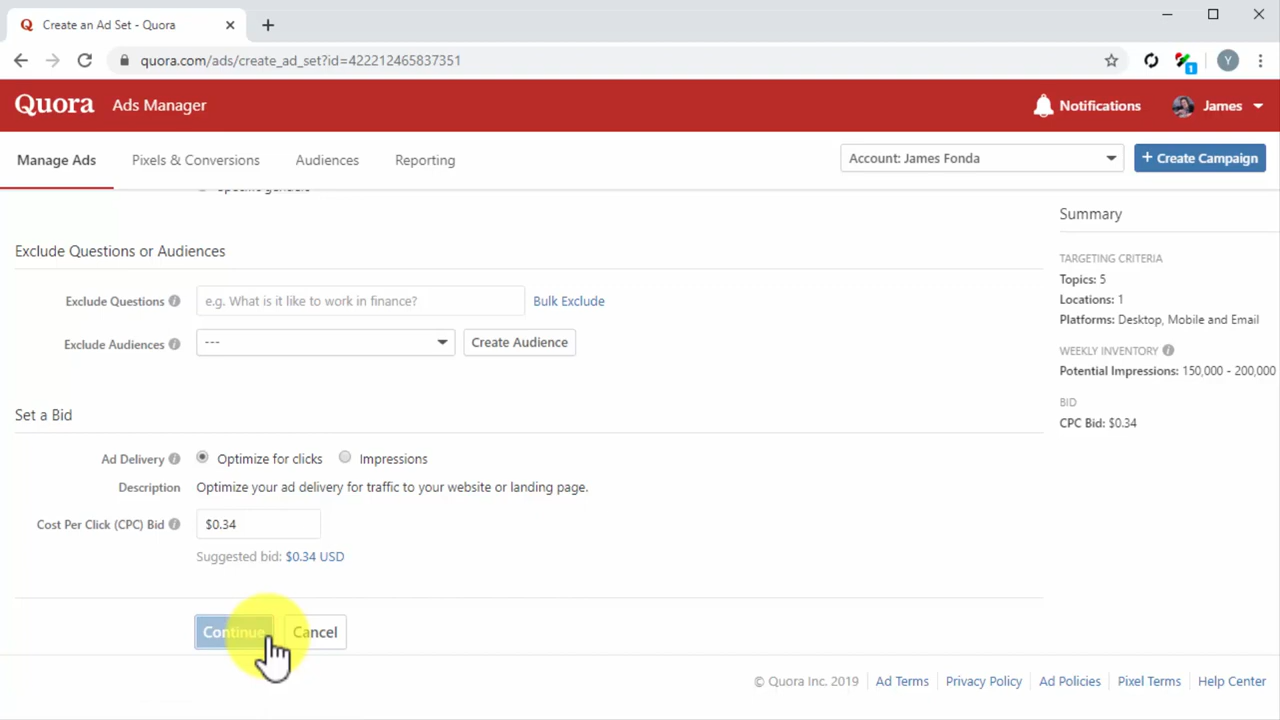 Create an Ad Set - Quora
quora.com/ads/create_ad_set?id=422212465837351
1
Y
Quora Ads Manager
Notifications
James
Manage Ads
Pixels & Conversions
Audiences
Reporting
Account: James Fonda
+ Create Campaign
Specific genders
Exclude Questions or Audiences
Exclude Questions
e.g. What is it like to work in finance?
Bulk Exclude
Exclude Audiences
---
Create Audience
Set a Bid
Ad Delivery
Optimize for clicks
Impressions
Description
Optimize your ad delivery for traffic to your website or landing page.
Cost Per Click (CPC) Bid
$0.34
Suggested bid: $0.34 USD
Continue
Cancel
Summary
TARGETING CRITERIA
Topics: 5
Locations: 1
Platforms: Desktop, Mobile and Email
WEEKLY INVENTORY
Potential Impressions: 150,000 - 200,000
BID
CPC Bid: $0.34
© Quora Inc. 2019
Ad Terms
Privacy Policy
Ad Policies
Pixel Terms
Help Center